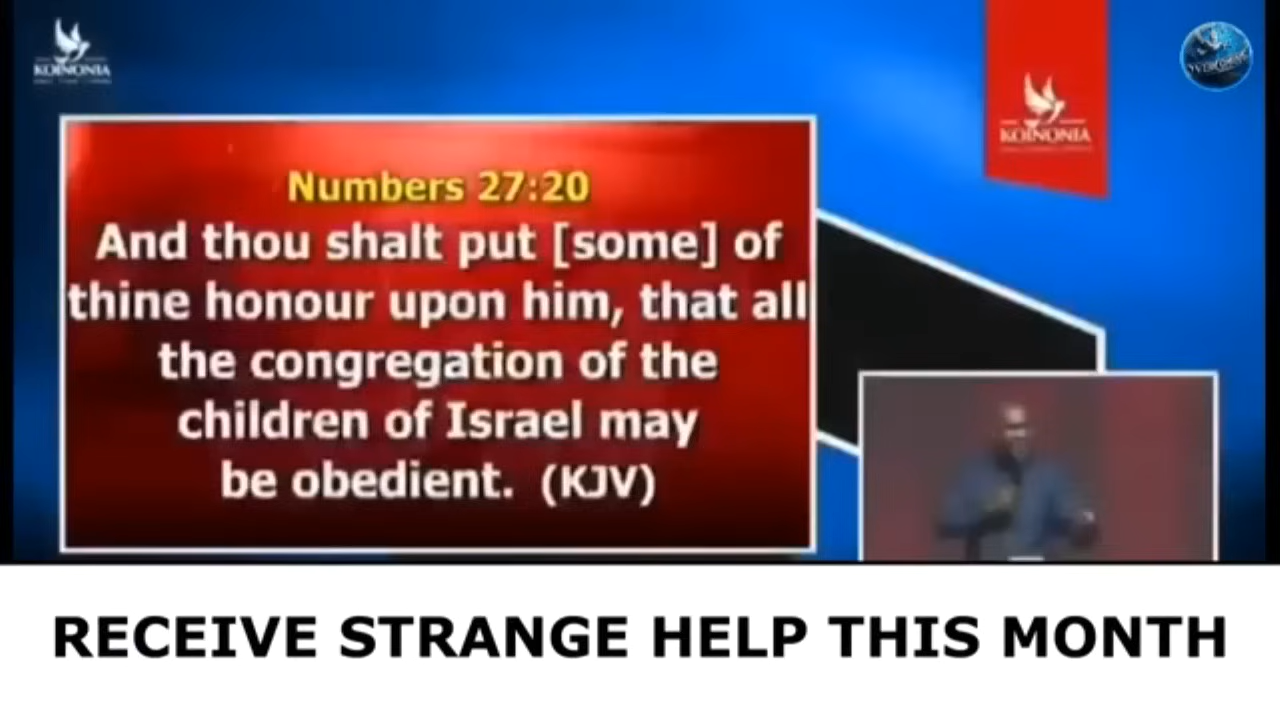 KOINONIA
KOINONIA
Numbers 27:20
And thou shalt put [some] of
thine honour upon him, that all
the congregation of the
children of Israel may
be obedient. (KJV)
RECEIVE STRANGE HELP THIS MONTH